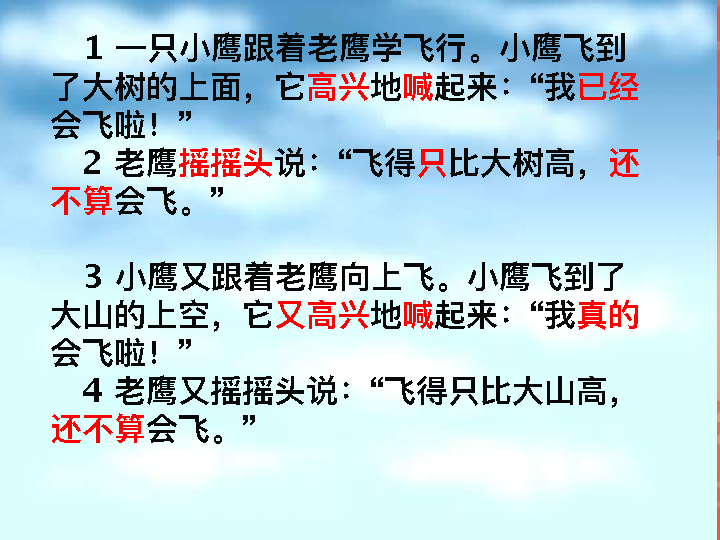 1 一只小鹰跟着老鹰学飞行。小鹰飞到
了大树的上面，它高兴地喊起来：“我已经
会飞啦！”
2 老鹰摇摇头说：“飞得只比大树高，还
不算会飞。”
3 小鹰又跟着老鹰向上飞。小鹰飞到了
大山的上空，它又高兴地喊起来：“我真的
会飞啦！”
4 老鹰又摇摇头说：“飞得只比大山高，
还不算会飞。”